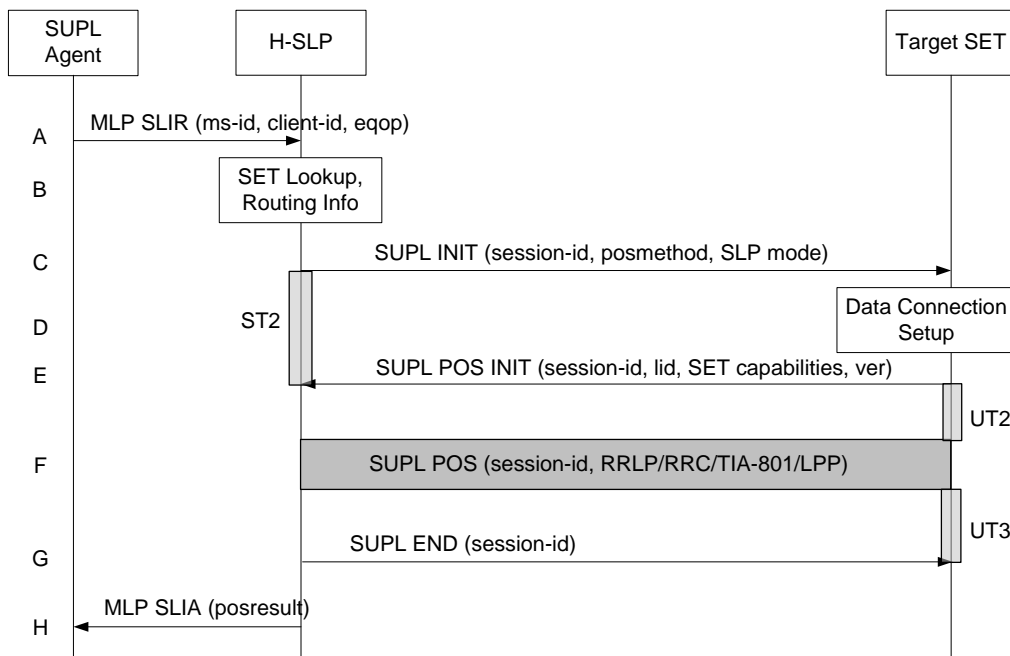 SUPL
Agent
H-SLP
Target SET
A
MLP SLIR (ms-id, client-id, eqop)
B
SET Lookup,
Routing Info
C
SUPL INIT (session-id, posmethod, SLP mode)
D
ST2
Data Connection
Setup
E
SUPL POS INIT (session-id, lid, SET capabilities, ver)
UT2
F
SUPL POS (session-id, RRLP/RRC/TIA-801/LPP)
UT3
G
SUPL END (session-id)
H
MLP SLIA (posresult)